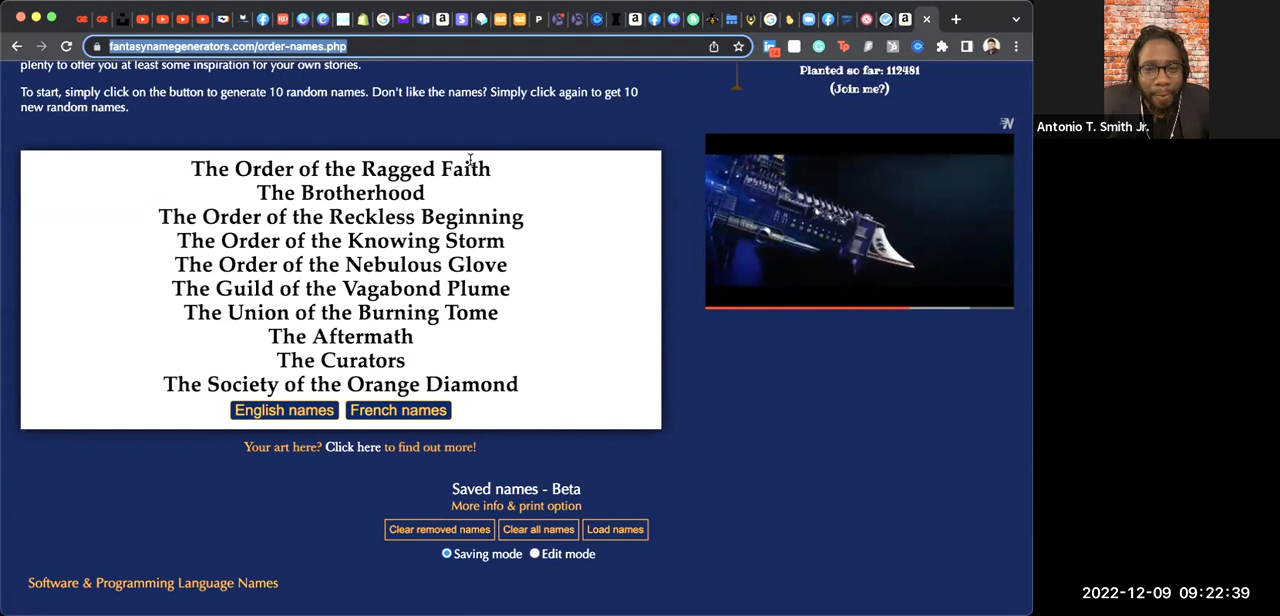 fantasynamegenerators.com/order-names.php
plenty to offer you at least some inspiration for your own stories.
To start, simply click on the button to generate 10 random names. Don't like the names? Simply click again to get 10
new random names.
Planted so far: 112481
(Join me?)
Antonio T. Smith Jr.
The Order of the Ragged Faith
The Brotherhood
The Order of the Reckless Beginning
The Order of the Knowing Storm
The Order of the Nebulous Glove
The Guild of the Vagabond Plume
The Union of the Burning Tome
The Aftermath
The Curators
The Society of the Orange Diamond
English names French names
Your art here? Click here to find out more!
Saved names - Beta
More info & print option
Clear removed names Clear all names Load names
Saving mode Edit mode
Software & Programming Language Names
2022-12-09 09:22:39